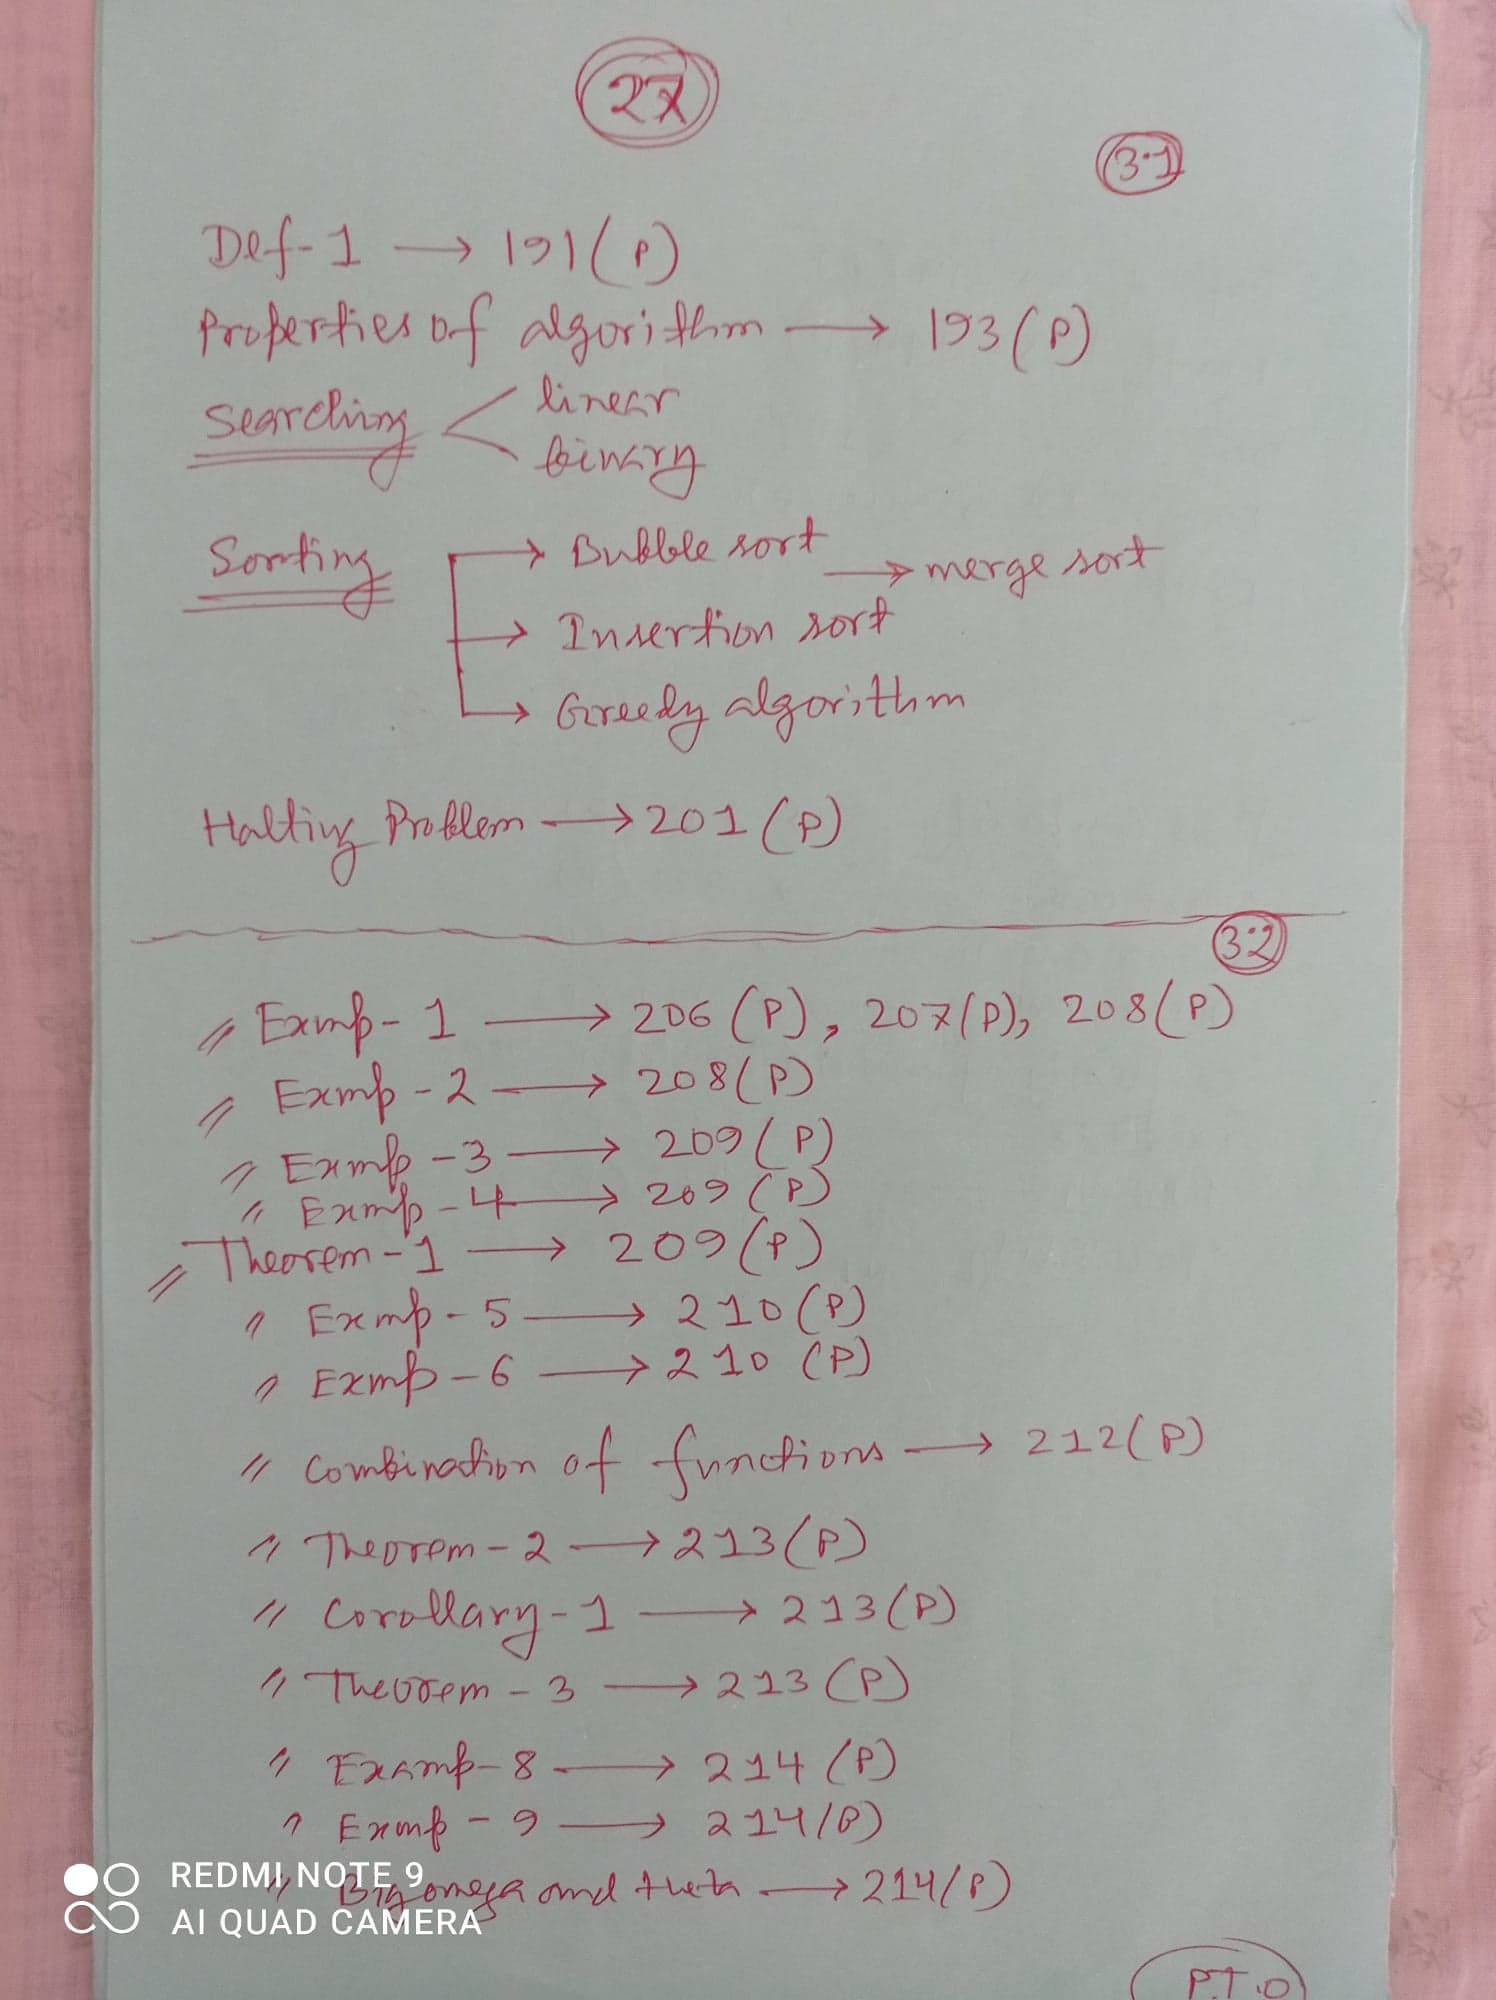 27
3.1
Def-1 → 191(P)
Properties of algorithm → 193(P)
Searching
linear
binary
Sorting
→ Bubble sort
→ merge sort
→ Insertion sort
→ Greedy algorithm
Halting Problem → 201(P)
3.2
〃 Examp-1 → 206(P), 207(P), 208(P)
〃 Examp-2 → 208(P)
〃 Examp-3 → 209(P)
〃 Examp-4 → 209(P)
〃 Theorem-1 → 209(P)
〃 Examp-5 → 210(P)
〃 Examp-6 → 210(P)
〃 Combination of functions → 212(P)
〃 Theorem-2 → 213(P)
〃 Corollary-1 → 213(P)
〃 Theorem-3 → 213(P)
〃 Examp-8 → 214(P)
〃 Examp-9 → 214(P)
〃 Big omega and theta → 214(P)
REDMI NOTE 9
AI QUAD CAMERA
P.T.O